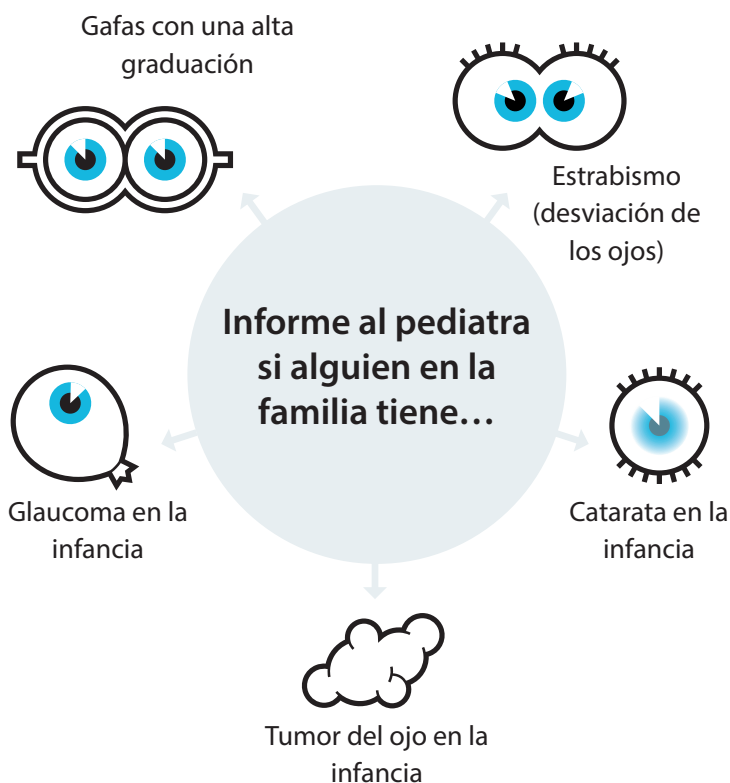 Gafas con una alta
graduación
Estrabismo
(desviación de
los ojos)
Informe al pediatra
si alguien en la
familia tiene…
Glaucoma en la
infancia
Catarata en la
infancia
Tumor del ojo en la
infancia